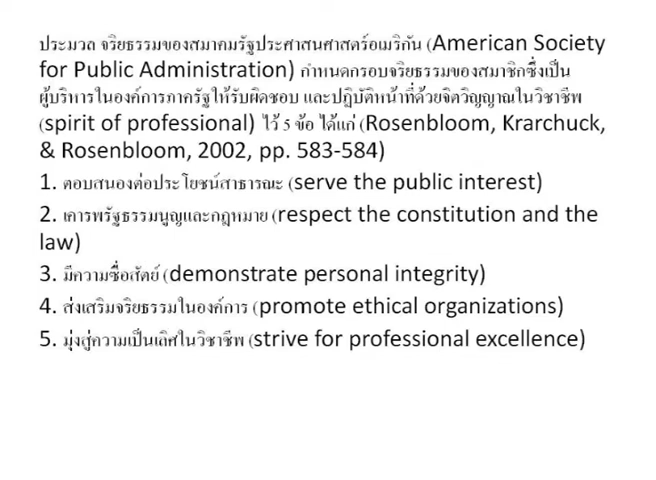 ประมวล จริยธรรมของสมาคมรัฐประศาสนศาสตร์อเมริกัน (American Society
for Public Administration) กำหนดกรอบจริยธรรมของสมาชิกซึ่งเป็น
ผู้บริหารในองค์การภาครัฐให้รับผิดชอบ และปฏิบัติหน้าที่ด้วยจิตวิญญาณในวิชาชีพ
(spirit of professional) ไว้ 5 ข้อ ได้แก่ (Rosenbloom, Krarchuck,
& Rosenbloom, 2002, pp. 583-584)
1. ตอบสนองต่อประโยชน์สาธารณะ (serve the public interest)
2. เคารพรัฐธรรมนูญและกฎหมาย (respect the constitution and the
law)
3. มีความซื่อสัตย์ (demonstrate personal integrity)
4. ส่งเสริมจริยธรรมในองค์การ (promote ethical organizations)
5. มุ่งสู่ความเป็นเลิศในวิชาชีพ (strive for professional excellence)